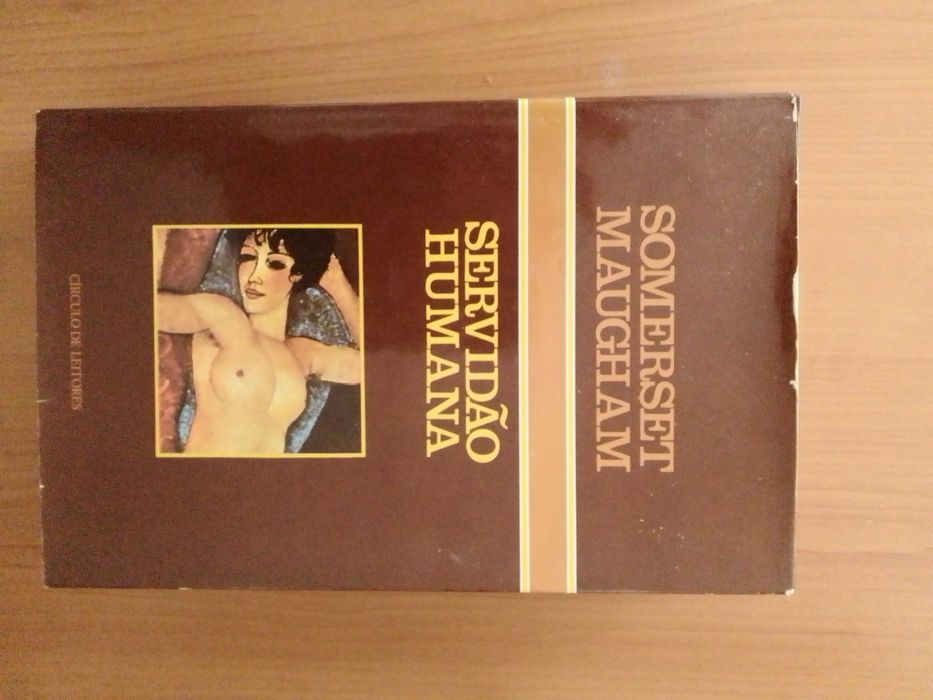 SOMERSET
MAUGHAM
SERVIDÃO
HUMANA
CÍRCULO DE LEITORES